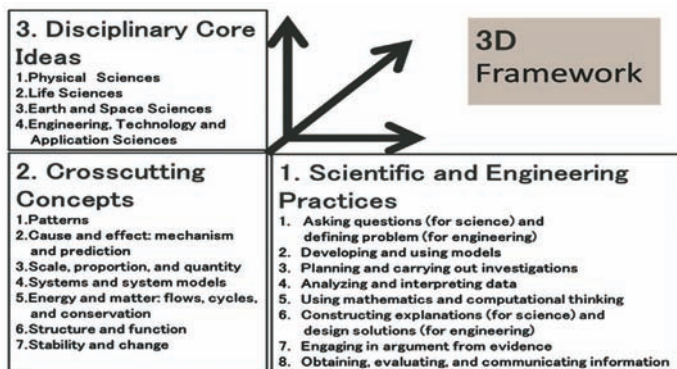 3. Disciplinary Core
Ideas
1.Physical Sciences
2.Life Sciences
3.Earth and Space Sciences
4.Engineering, Technology and
Application Sciences
3D
Framework
2. Crosscutting
Concepts
1.Patterns
2.Cause and effect: mechanism
and prediction
3.Scale, proportion, and quantity
4.Systems and system models
5.Energy and matter: flows, cycles,
and conservation
6.Structure and function
7.Stability and change
1. Scientific and Engineering
Practices
1. Asking questions (for science) and
defining problem (for engineering)
2. Developing and using models
3. Planning and carrying out investigations
4. Analyzing and interpreting data
5. Using mathematics and computational thinking
6. Constructing explanations (for science) and
design solutions (for engineering)
7. Engaging in argument from evidence
8. Obtaining, evaluating, and communicating information